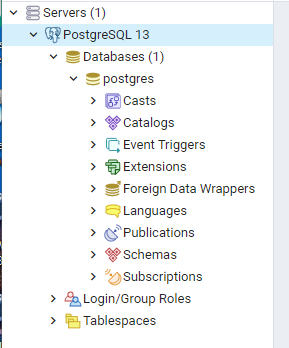 Servers (1)
PostgreSQL 13
Databases (1)
postgres
Casts
Catalogs
Event Triggers
Extensions
Foreign Data Wrappers
Languages
Publications
Schemas
Subscriptions
Login/Group Roles
Tablespaces